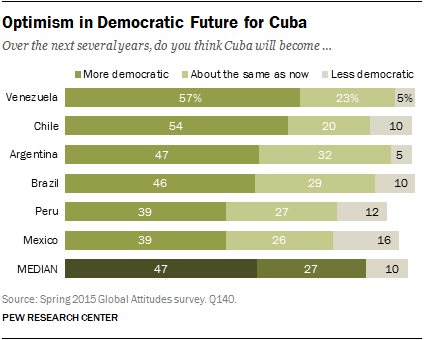 Optimism in Democratic Future for Cuba
Over the next several years, do you think Cuba will become ...
More democratic About the same as now Less democratic
Venezuela 57% 23% 5%
Chile 54 20 10
Argentina 47 32 5
Brazil 46 29 10
Peru 39 27 12
Mexico 39 26 16
MEDIAN 47 27 10
Source: Spring 2015 Global Attitudes survey. Q140.
PEW RESEARCH CENTER